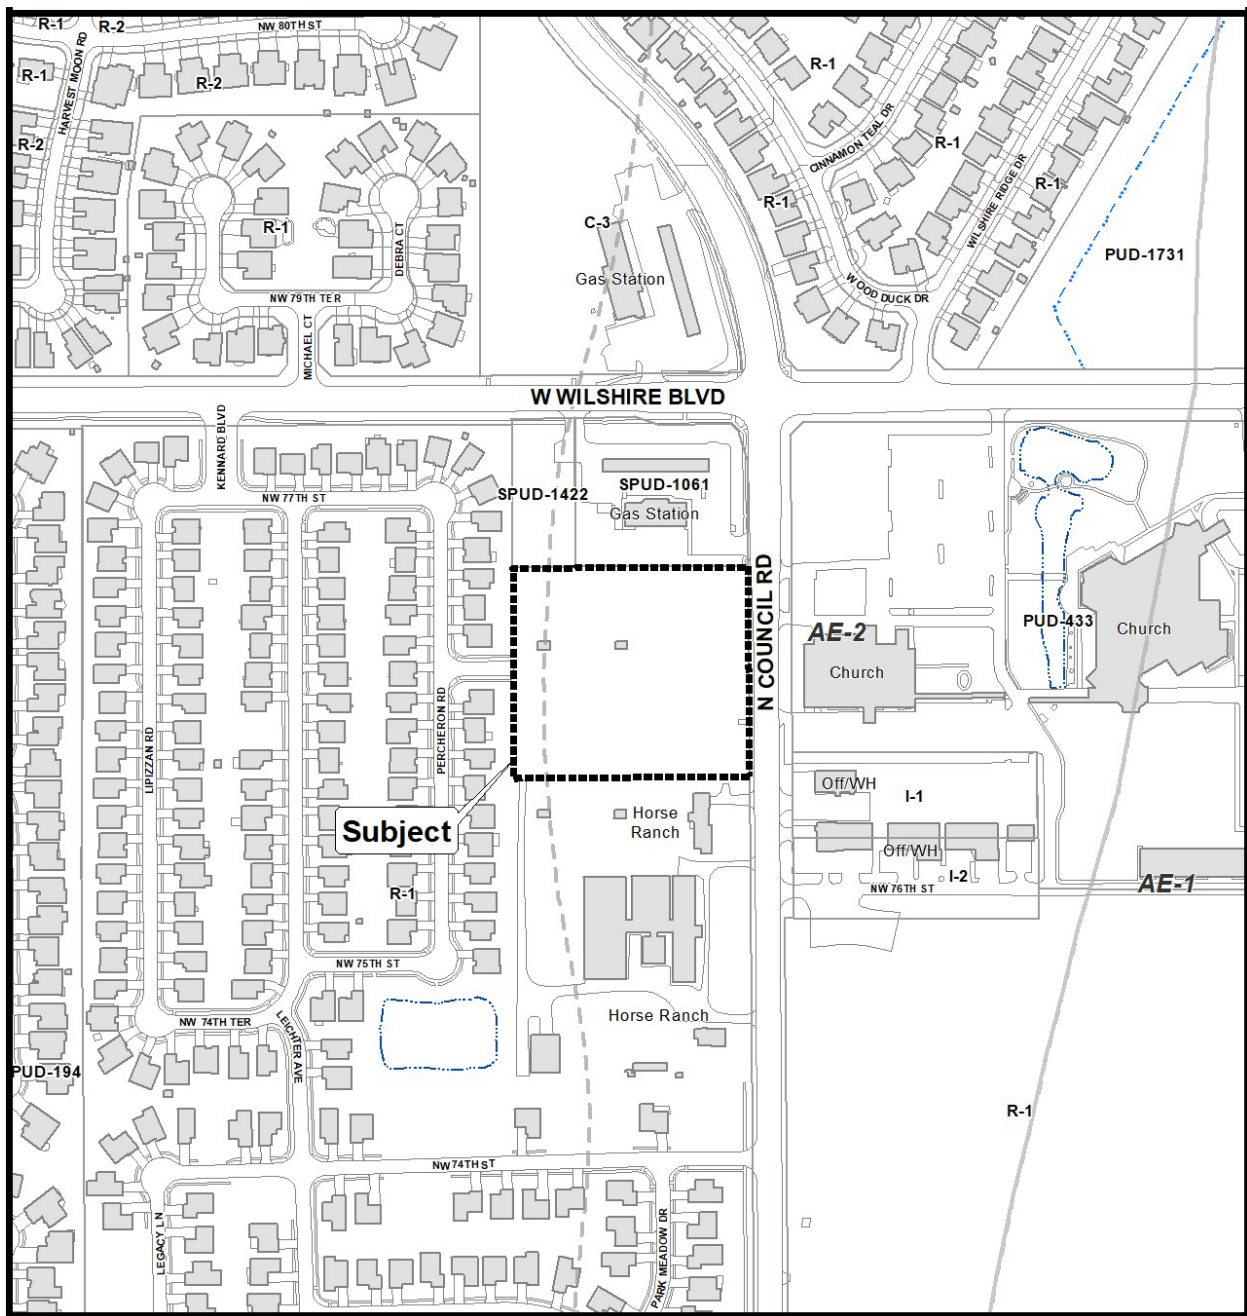 R-1
R-2
NW 80TH ST
HARVEST MOON RD
R-1
R-2
R-1
R-2
CINNAMON TEAL DR
R-1
WILSHIRE RIDGE DR
R-1
R-1
C-3
R-1
DEBRA CT
PUD-1731
Gas Station
WOOD DUCK DR
NW 79TH TER
MICHAEL CT
W WILSHIRE BLVD
KENNARD BLVD
NW 77TH ST
SPUD-1422
SPUD-1061
Gas Station
N COUNCIL RD
AE-2
PUD-433
Church
Church
PERCHERON RD
LIPIZZAN RD
Off/WH
I-1
Subject
Horse
Ranch
Off/WH
I-2
NW 76TH ST
AE-1
R-1
NW 75TH ST
Horse Ranch
NW 74TH TER
LEICHTER AVE
PUD-194
R-1
NW 74TH ST
LEGACY LN
PARK MEADOW DR